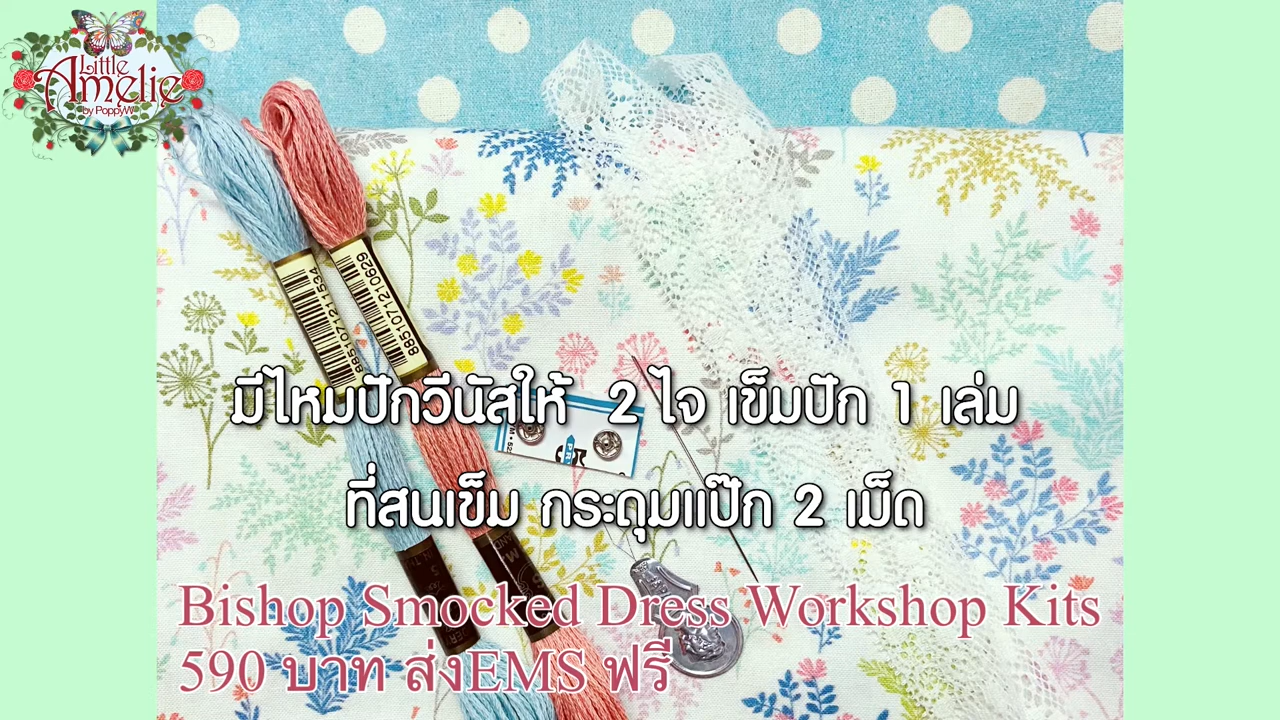 Little
Amelie
by PoppyW
8851071211534
8851071210629
มีไหมปักวีนัสให้ 2 ไจ เข็มปัก 1 เล่ม
ที่สนเข็ม กระดุมแป๊ก 2 เม็ด
Bishop Smocked Dress Workshop Kits
590 บาท ส่งEMS ฟรี